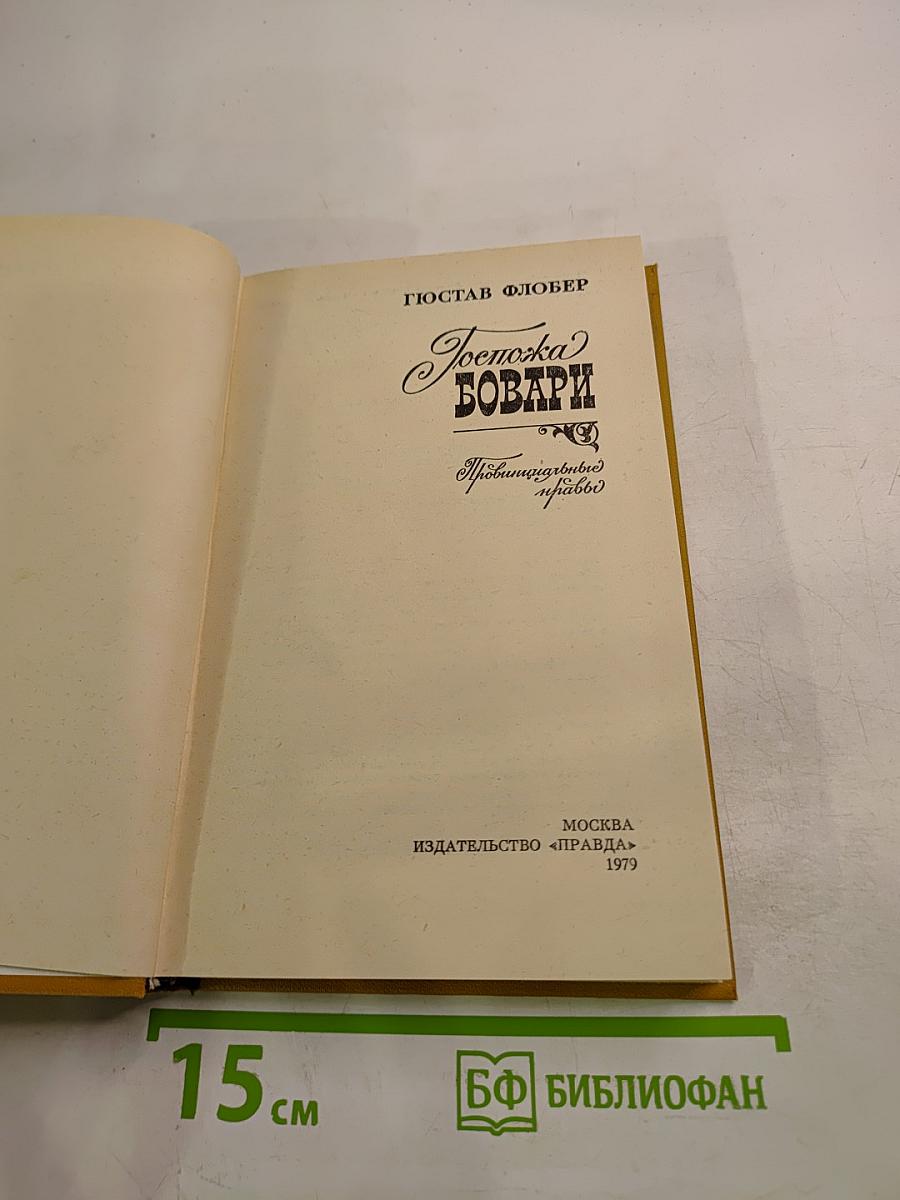 ГЮСТАВ ФЛОБЕР
Госпожа
БОВАРИ
Провинциальные
нравы
МОСКВА
ИЗДАТЕЛЬСТВО «ПРАВДА»
1979
15 см
БФ БИБЛИОФАН